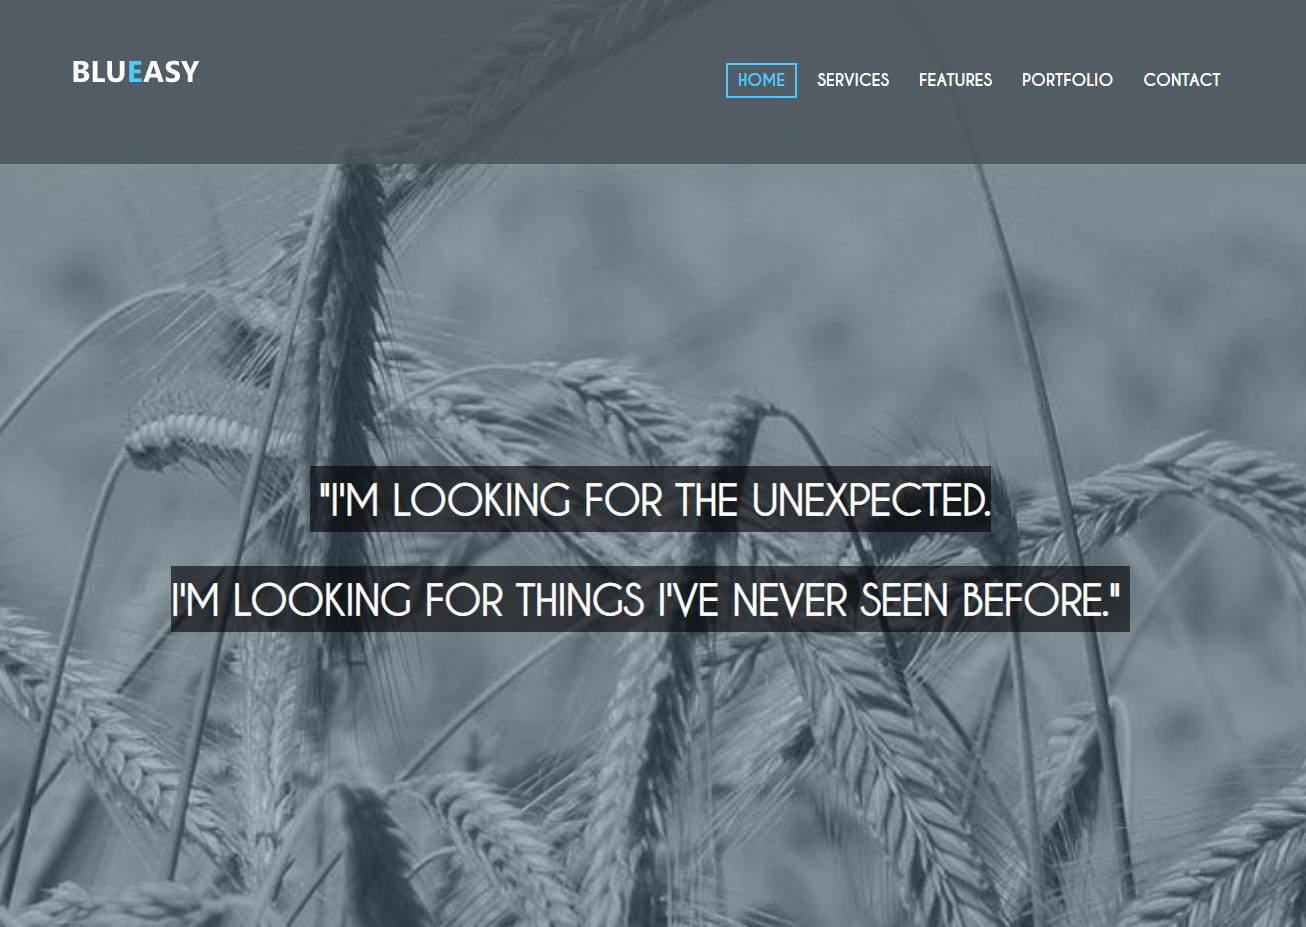 BLUEASY
HOME SERVICES FEATURES PORTFOLIO CONTACT
"I'M LOOKING FOR THE UNEXPECTED.
I'M LOOKING FOR THINGS I'VE NEVER SEEN BEFORE."